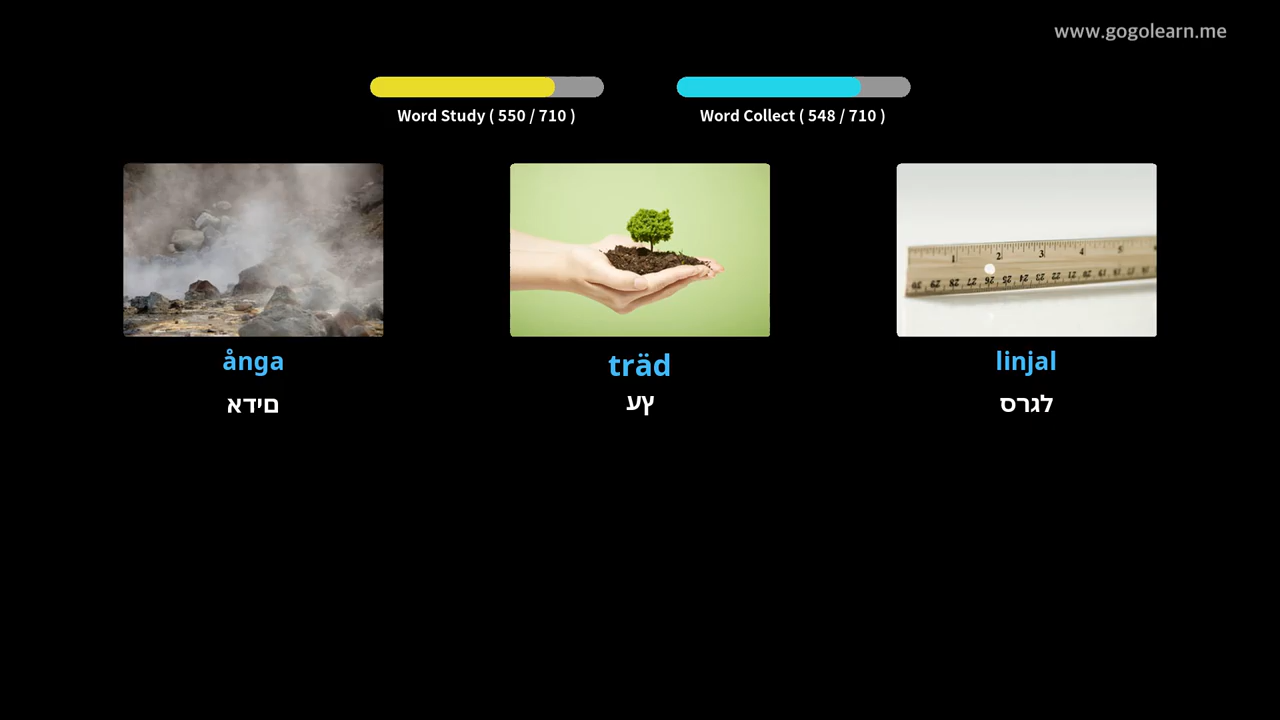 www.gogolearn.me
Word Study ( 550 / 710 )
Word Collect ( 548 / 710 )
ånga
träd
linjal
םידא
ץע
לגרס